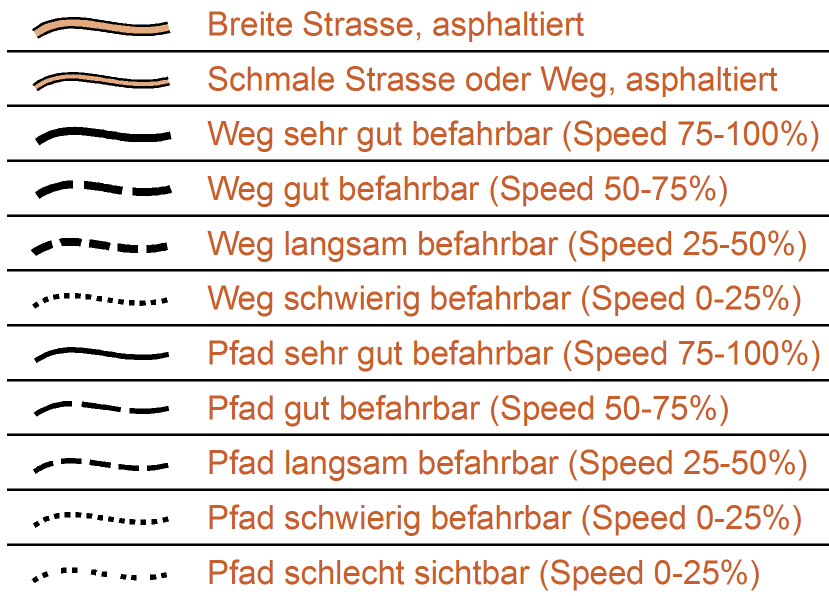 Breite Strasse, asphaltiert
Schmale Strasse oder Weg, asphaltiert
Weg sehr gut befahrbar (Speed 75-100%)
Weg gut befahrbar (Speed 50-75%)
Weg langsam befahrbar (Speed 25-50%)
Weg schwierig befahrbar (Speed 0-25%)
Pfad sehr gut befahrbar (Speed 75-100%)
Pfad gut befahrbar (Speed 50-75%)
Pfad langsam befahrbar (Speed 25-50%)
Pfad schwierig befahrbar (Speed 0-25%)
Pfad schlecht sichtbar (Speed 0-25%)